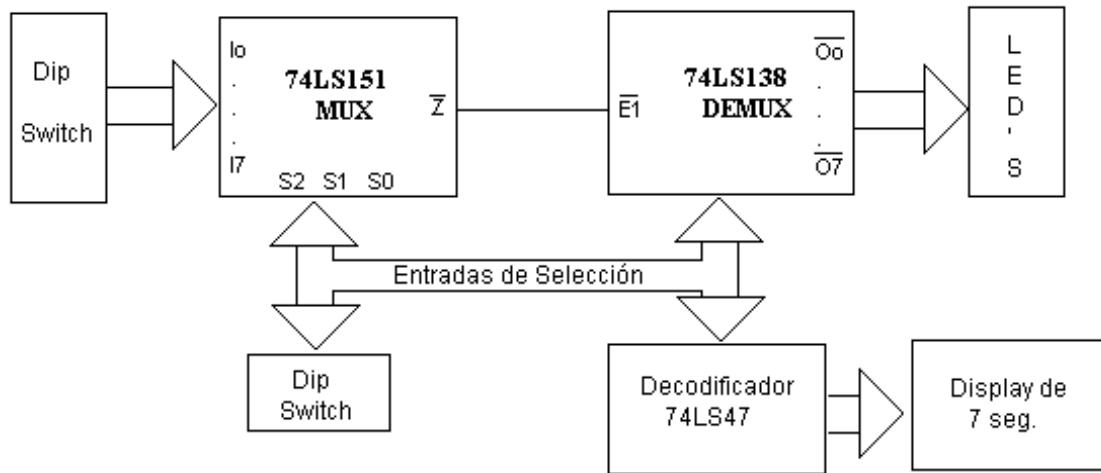 Dip
Switch
Io
.
.
.
I7
74LS151
MUX
Z
S2 S1 S0
E1
74LS138
DEMUX
Oo
.
.
O7
L
E
D
'
S
Entradas de Selección
Dip
Switch
Decodificador
74LS47
Display de
7 seg.